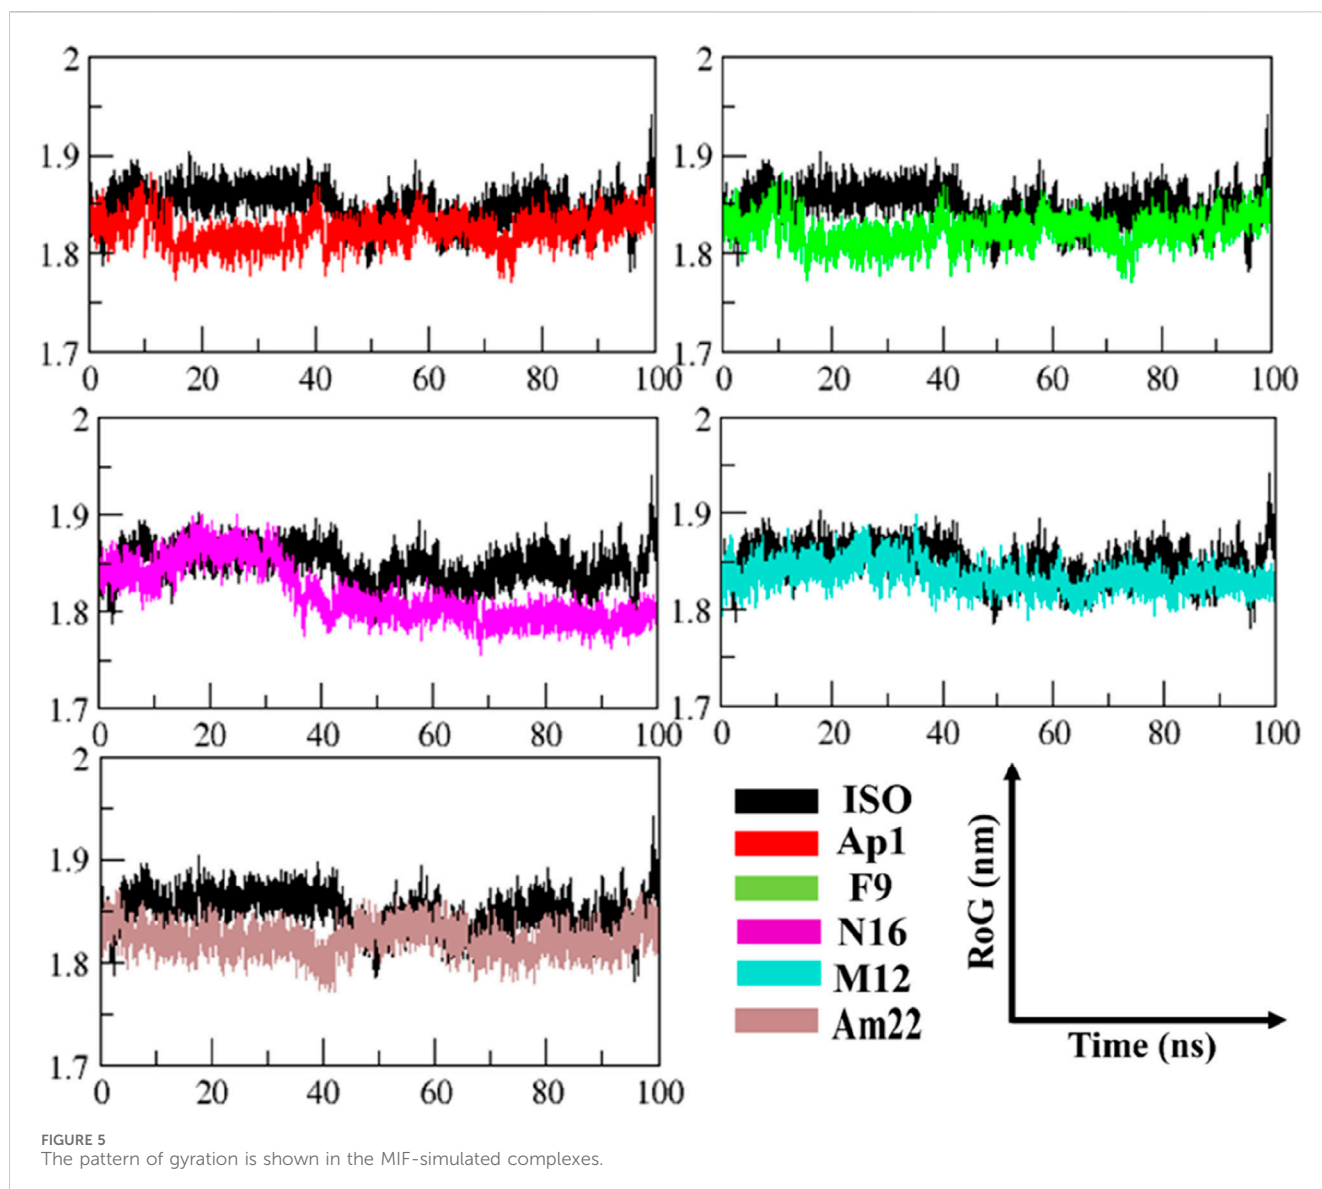 2
1.9
1.8
1.7
0 20 40 60 80 100
2
1.9
1.8
1.7
0 20 40 60 80 100
2
1.9
1.8
1.7
0 20 40 60 80 100
2
1.9
1.8
1.7
0 20 40 60 80 100
2
1.9
1.8
1.7
0 20 40 60 80 100
ISO
Ap1
F9
N16
M12
Am22
RoG (nm)
Time (ns)
FIGURE 5
The pattern of gyration is shown in the MIF-simulated complexes.